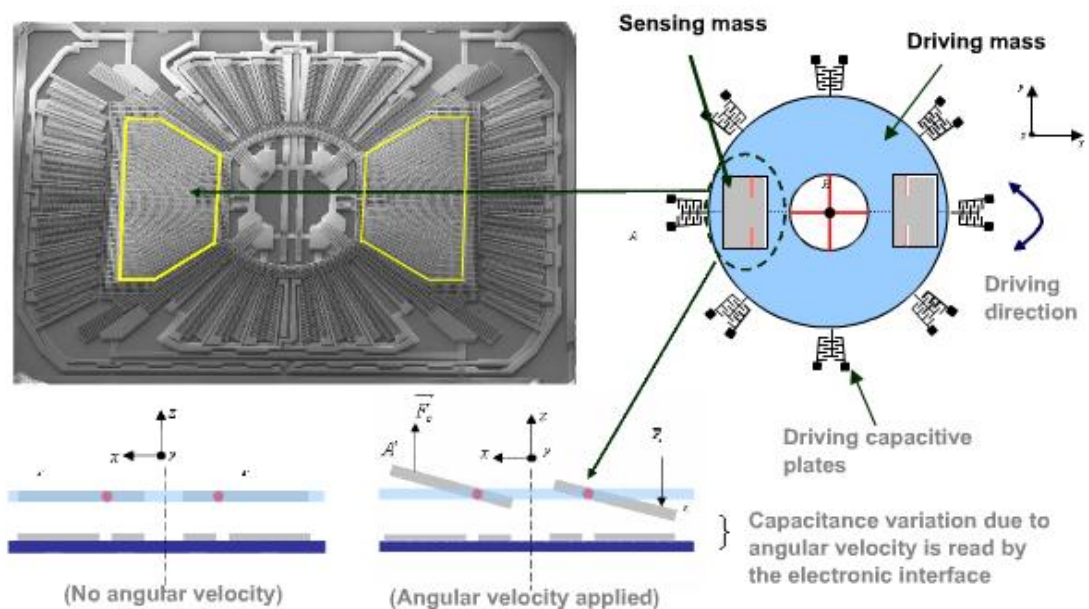 Sensing mass
Driving mass
y
x
z
R
Driving
direction
Driving capacitive
plates
F_c
z
x
y
A'
z
x
y
Capacitance variation due to
angular velocity is read by
the electronic interface
(No angular velocity)
(Angular velocity applied)